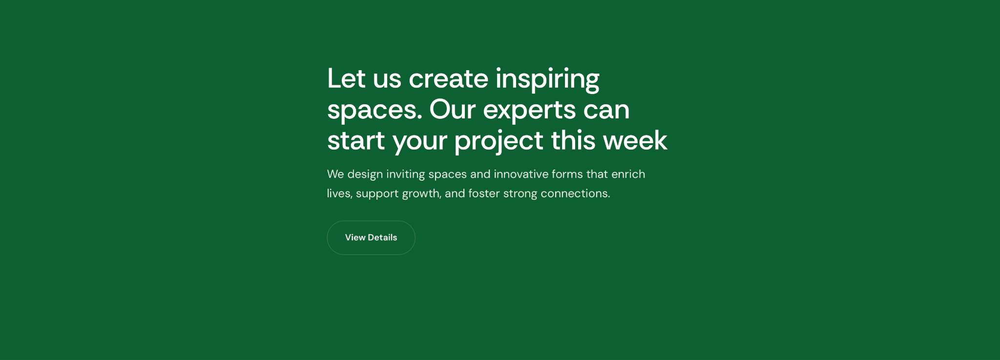 Let us create inspiring
spaces. Our experts can
start your project this week
We design inviting spaces and innovative forms that enrich
lives, support growth, and foster strong connections.
View Details